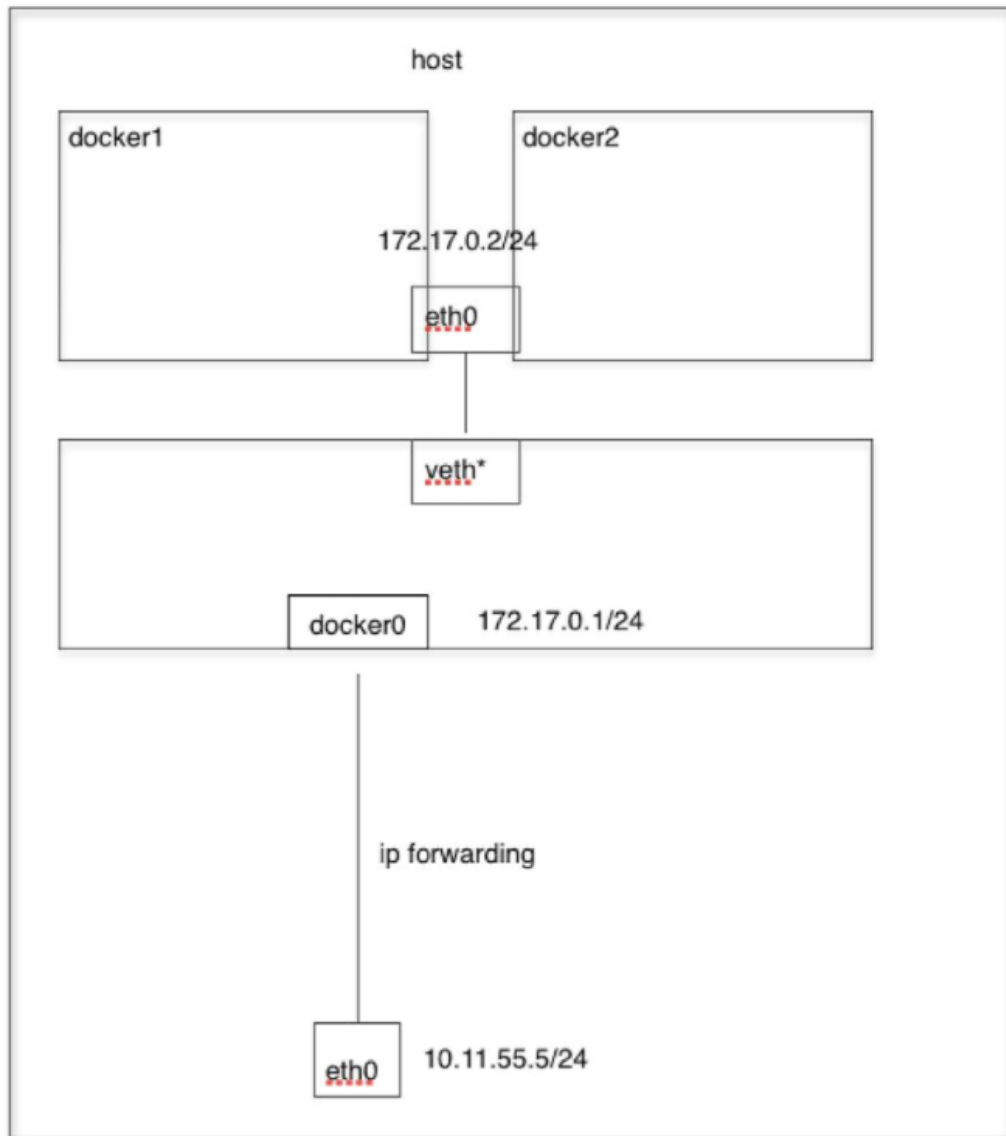 host
docker1
docker2
172.17.0.2/24
eth0
veth*
docker0
172.17.0.1/24
ip forwarding
eth0
10.11.55.5/24